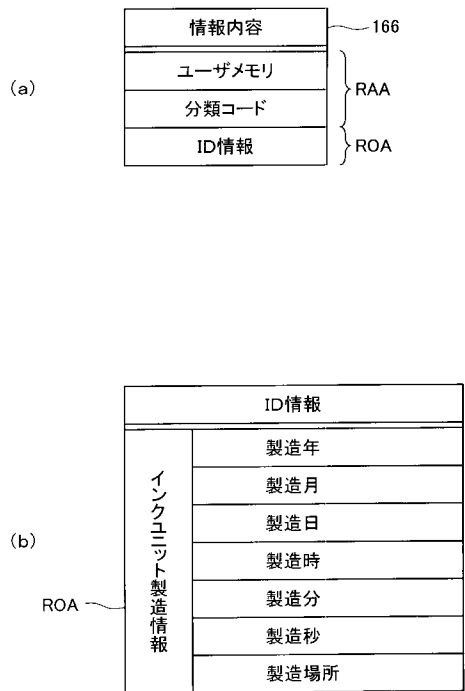 情報内容
166
(a)
ユーザメモリ
分類コード
RAA
ID情報
ROA
ID情報
(b)
ROA
インクユニット製造情報
製造年
製造月
製造日
製造時
製造分
製造秒
製造場所